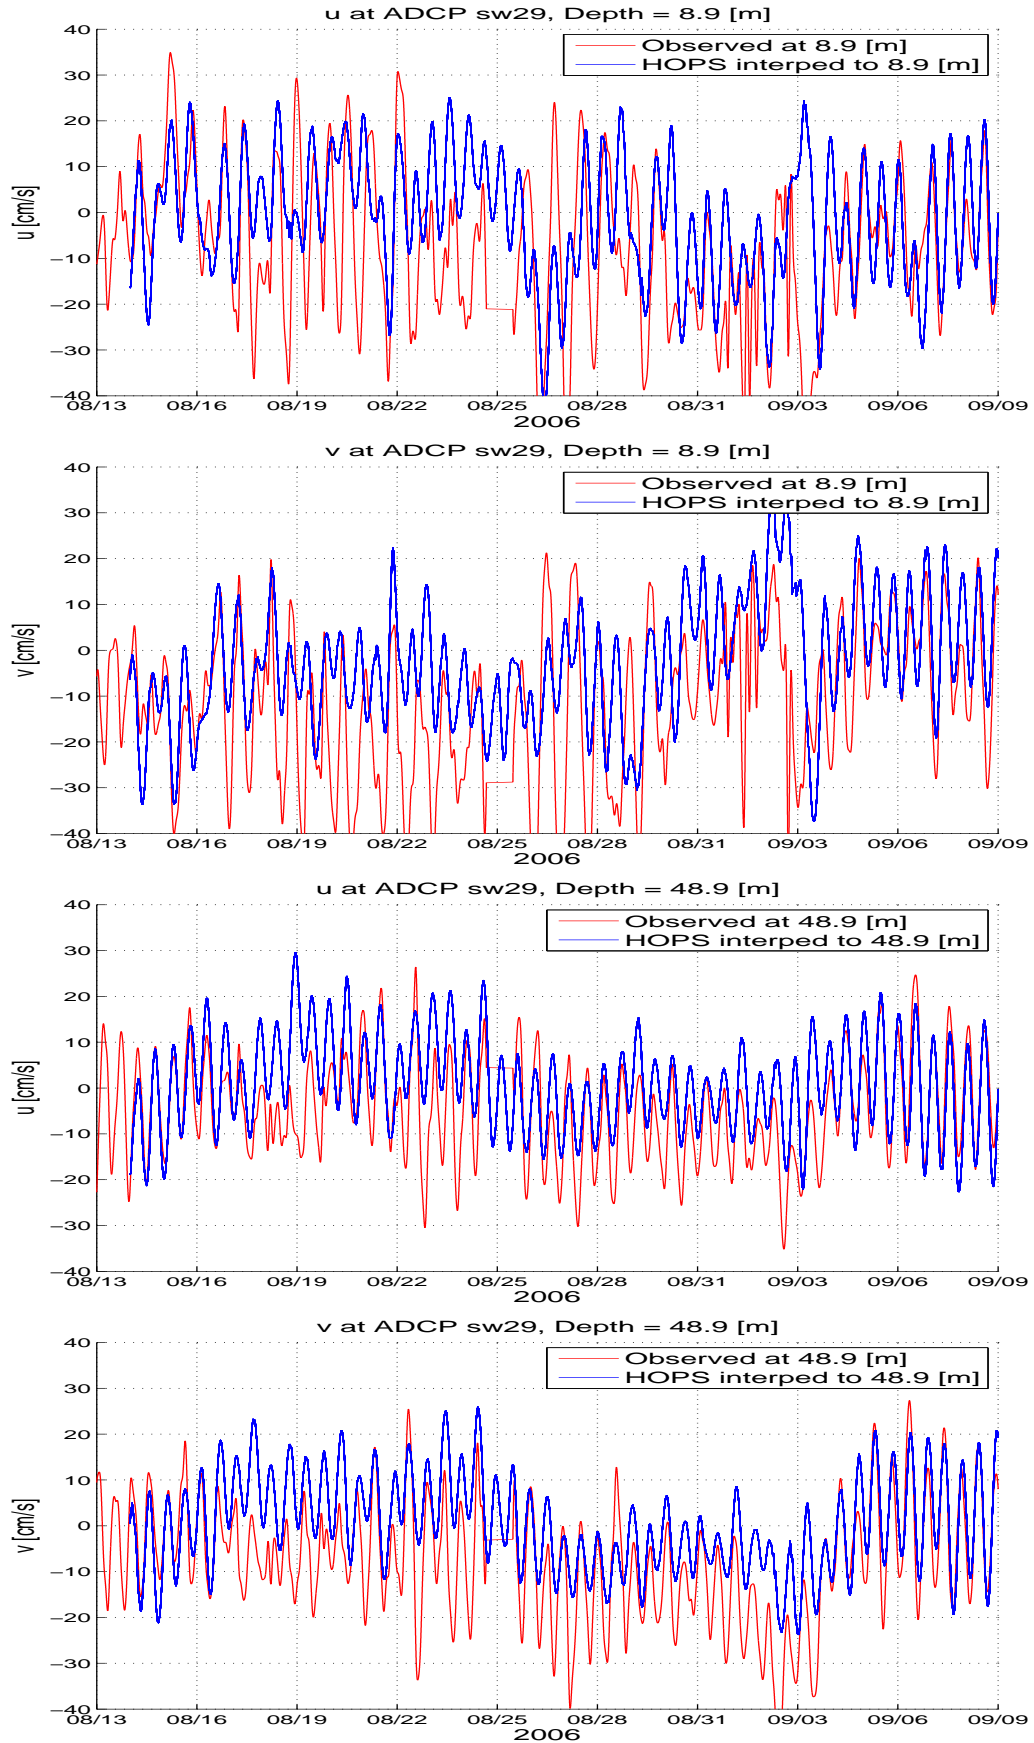 u at ADCP sw29, Depth = 8.9 [m]
Observed at 8.9 [m]
HOPS interped to 8.9 [m]
u [cm/s]
40
30
20
10
0
−10
−20
−30
−40
08/13 08/16 08/19 08/22 08/25 08/28 08/31 09/03 09/06 09/09
2006
v at ADCP sw29, Depth = 8.9 [m]
Observed at 8.9 [m]
HOPS interped to 8.9 [m]
v [cm/s]
40
30
20
10
0
−10
−20
−30
−40
08/13 08/16 08/19 08/22 08/25 08/28 08/31 09/03 09/06 09/09
2006
u at ADCP sw29, Depth = 48.9 [m]
Observed at 48.9 [m]
HOPS interped to 48.9 [m]
u [cm/s]
40
30
20
10
0
−10
−20
−30
−40
08/13 08/16 08/19 08/22 08/25 08/28 08/31 09/03 09/06 09/09
2006
v at ADCP sw29, Depth = 48.9 [m]
Observed at 48.9 [m]
HOPS interped to 48.9 [m]
v [cm/s]
40
30
20
10
0
−10
−20
−30
−40
08/13 08/16 08/19 08/22 08/25 08/28 08/31 09/03 09/06 09/09
2006